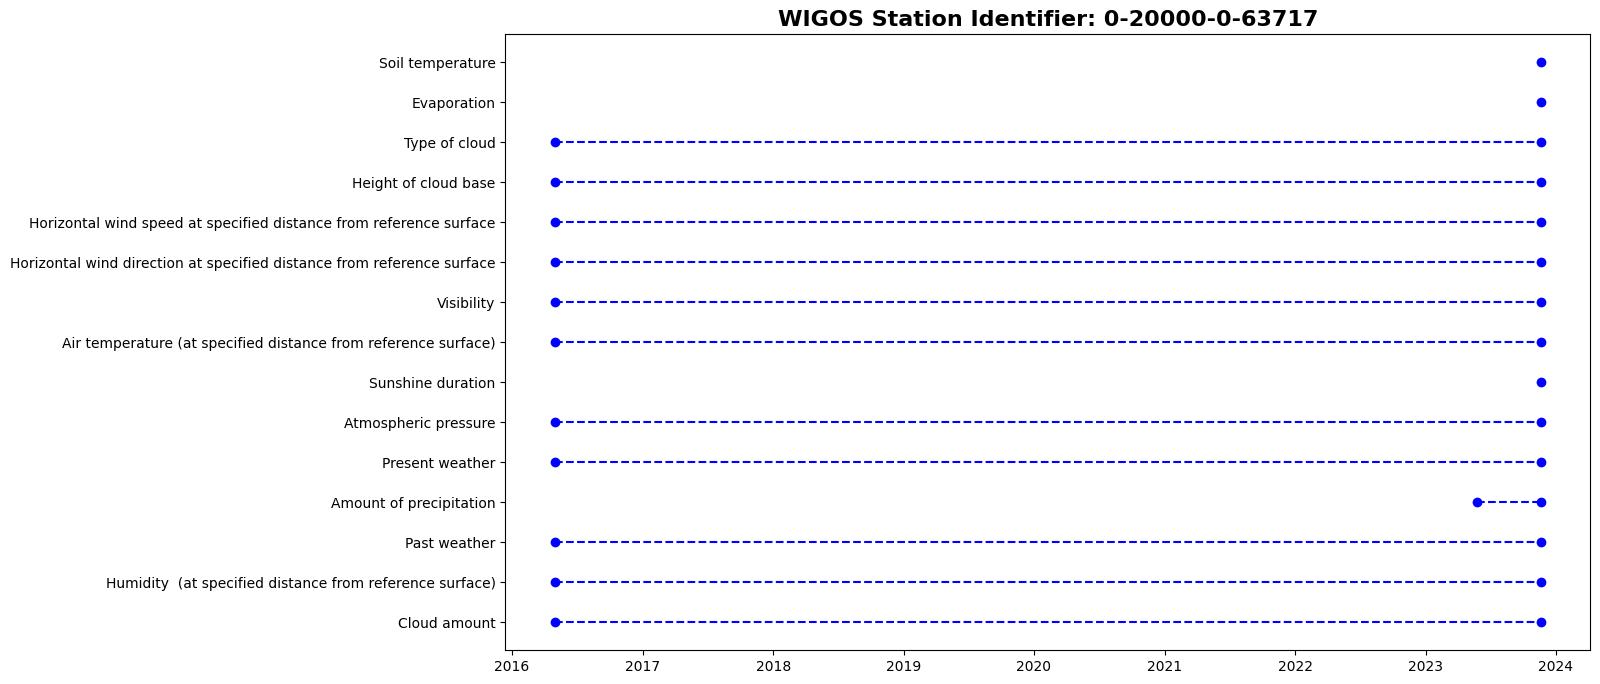 WIGOS Station Identifier: 0-20000-0-63717
Soil temperature
Evaporation
Type of cloud
Height of cloud base
Horizontal wind speed at specified distance from reference surface
Horizontal wind direction at specified distance from reference surface
Visibility
Air temperature (at specified distance from reference surface)
Sunshine duration
Atmospheric pressure
Present weather
Amount of precipitation
Past weather
Humidity  (at specified distance from reference surface)
Cloud amount
2016 2017 2018 2019 2020 2021 2022 2023 2024